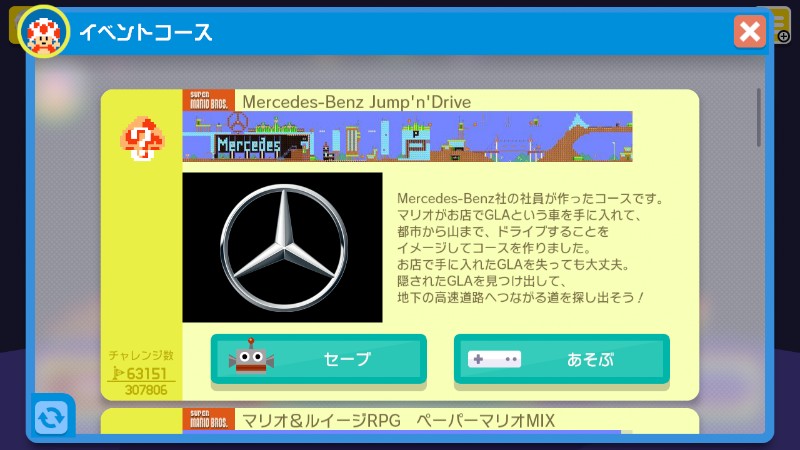 イベントコース
SUPER
MARIO BROS.
Mercedes-Benz Jump'n'Drive
Mercedes
P
Mercedes-Benz社の社員が作ったコースです。
マリオがお店でGLAという車を手に入れて、
都市から山まで、ドライブすることを
イメージしてコースを作りました。
お店で手に入れたGLAを失っても大丈夫。
隠されたGLAを見つけ出して、
地下の高速道路へつながる道を探し出そう!
チャレンジ数
63151
307806
セーブ
あそぶ
SUPER
MARIO BROS.
マリオ&ルイージRPG ペーパーマリオMIX